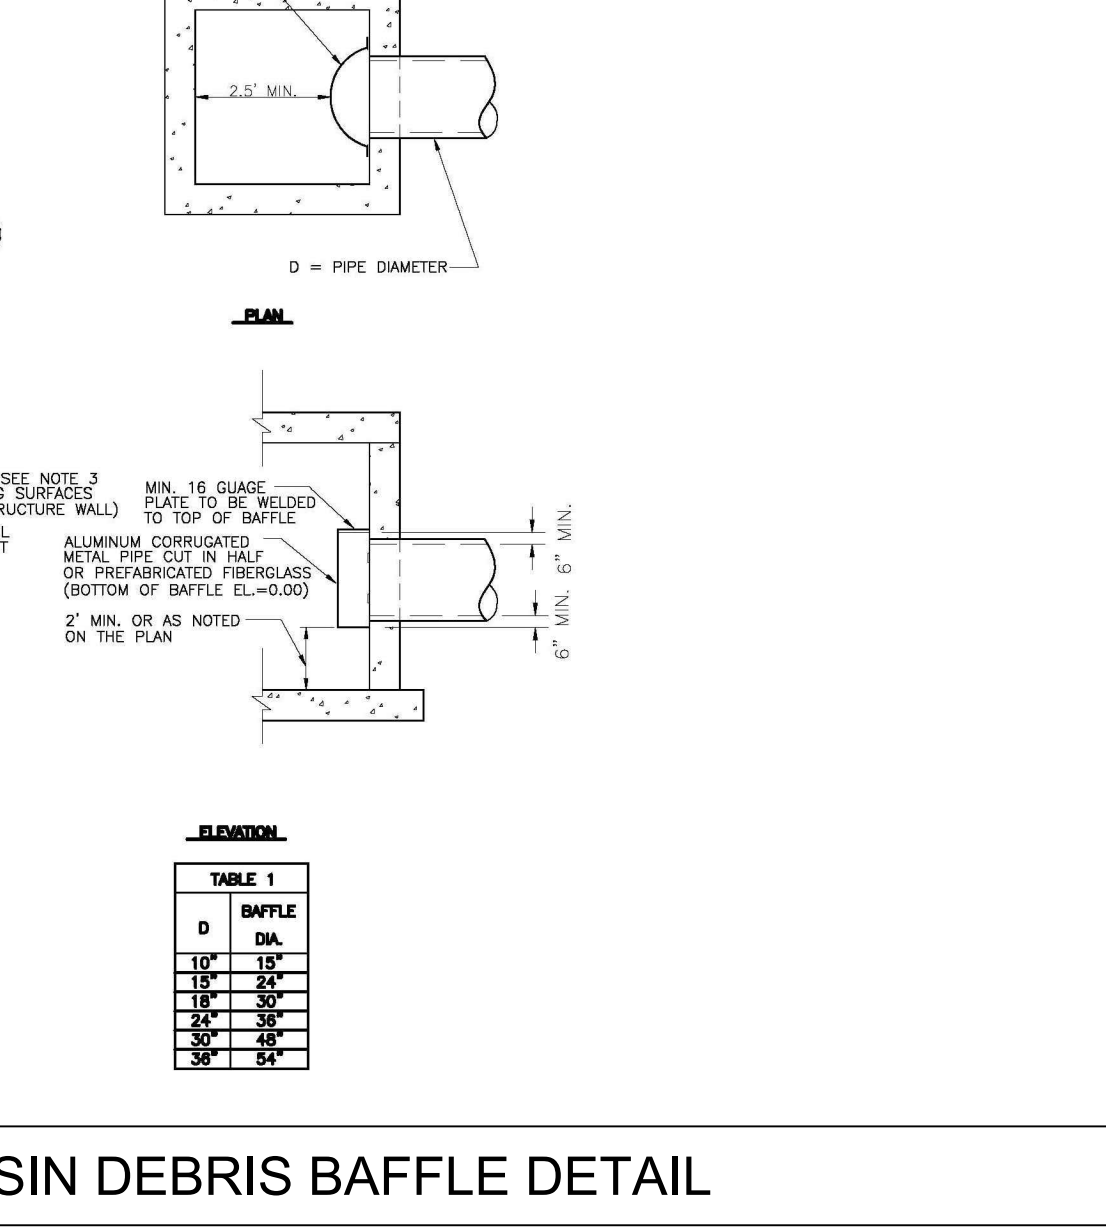 2.5' MIN.
D = PIPE DIAMETER
PLAN
SEE NOTE 3
SURFACES
WALL)
MIN. 16 GUAGE
PLATE TO BE WELDED
TO TOP OF BAFFLE
ALUMINUM CORRUGATED
METAL PIPE CUT IN HALF
OR PREFABRICATED FIBERGLASS
(BOTTOM OF BAFFLE EL.=0.00)
2' MIN. OR AS NOTED
ON THE PLAN
6" MIN.
6" MIN.
ELEVATION
TABLE 1
D BAFFLE DIA.
10" 15"
15" 24"
18" 30"
24" 36"
30" 48"
36" 54"
SIN DEBRIS BAFFLE DETAIL